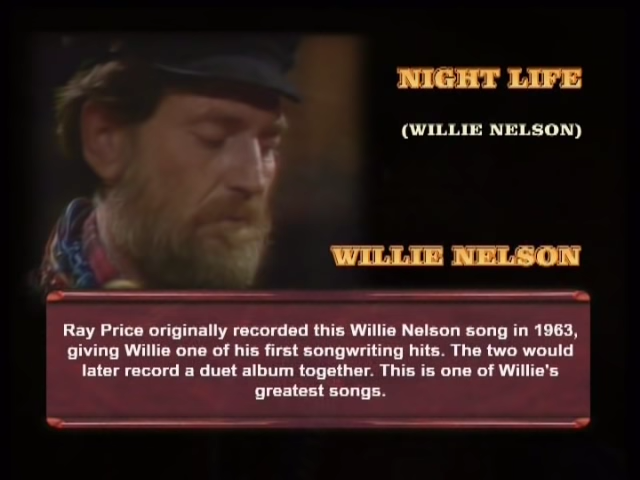 NIGHT LIFE
(WILLIE NELSON)
WILLIE NELSON
Ray Price originally recorded this Willie Nelson song in 1963,
giving Willie one of his first songwriting hits. The two would
later record a duet album together. This is one of Willie's
greatest songs.